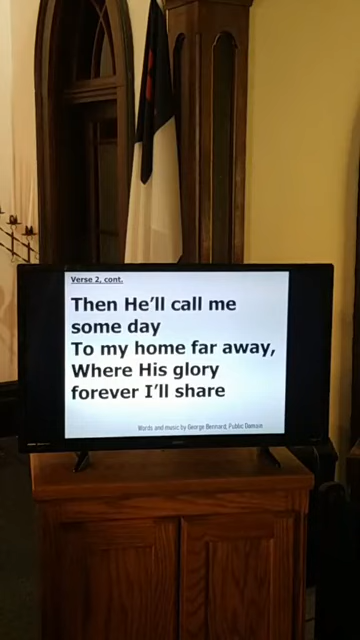 Verse 2, cont.
Then He'll call me
some day
To my home far away,
Where His glory
forever I'll share
Words and music by George Bennard, Public Domain